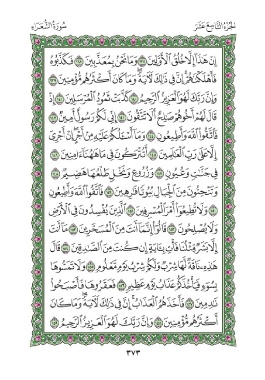 الجزء التاسع عشر
سورة الشعراء
إِنْ هَٰذَا إِلَّا خُلُقُ الْأَوَّلِينَ ١٣٧ وَمَا نَحْنُ بِمُعَذَّبِينَ ١٣٨ فَكَذَّبُوهُ
فَأَهْلَكْنَاهُمْ إِنَّ فِي ذَٰلِكَ لَآيَةً وَمَا كَانَ أَكْثَرُهُم مُّؤْمِنِينَ ١٣٩
وَإِنَّ رَبَّكَ لَهُوَ الْعَزِيزُ الرَّحِيمُ ١٤٠ كَذَّبَتْ ثَمُودُ الْمُرْسَلِينَ ١٤١ إِذْ
قَالَ لَهُمْ أَخُوهُمْ صَالِحٌ أَلَا تَتَّقُونَ ١٤٢ إِنِّي لَكُمْ رَسُولٌ أَمِينٌ ١٤٣
فَاتَّقُوا اللَّهَ وَأَطِيعُونِ ١٤٤ وَمَا أَسْأَلُكُمْ عَلَيْهِ مِنْ أَجْرٍ إِنْ أَجْرِيَ
إِلَّا عَلَىٰ رَبِّ الْعَالَمِينَ ١٤٥ أَتُتْرَكُونَ فِي مَا هَاهُنَا آمِنِينَ ١٤٦
فِي جَنَّاتٍ وَعُيُونٍ ١٤٧ وَزُرُوعٍ وَنَخْلٍ طَلْعُهَا هَضِيمٌ ١٤٨
وَتَنْحِتُونَ مِنَ الْجِبَالِ بُيُوتًا فَارِهِينَ ١٤٩ فَاتَّقُوا اللَّهَ وَأَطِيعُونِ
١٥٠ وَلَا تُطِيعُوا أَمْرَ الْمُسْرِفِينَ ١٥١ الَّذِينَ يُفْسِدُونَ فِي الْأَرْضِ
وَلَا يُصْلِحُونَ ١٥٢ قَالُوا إِنَّمَا أَنتَ مِنَ الْمُسَحَّرِينَ ١٥٣ مَا أَنتَ
إِلَّا بَشَرٌ مِّثْلُنَا فَأْتِ بِآيَةٍ إِن كُنتَ مِنَ الصَّادِقِينَ ١٥٤ قَالَ
هَٰذِهِ نَاقَةٌ لَّهَا شِرْبٌ وَلَكُمْ شِرْبُ يَوْمٍ مَّعْلُومٍ ١٥٥ وَلَا تَمَسُّوهَا
بِسُوءٍ فَيَأْخُذَكُمْ عَذَابُ يَوْمٍ عَظِيمٍ ١٥٦ فَعَقَرُوهَا فَأَصْبَحُوا
نَادِمِينَ ١٥٧ فَأَخَذَهُمُ الْعَذَابُ إِنَّ فِي ذَٰلِكَ لَآيَةً وَمَا كَانَ
أَكْثَرُهُم مُّؤْمِنِينَ ١٥٨ وَإِنَّ رَبَّكَ لَهُوَ الْعَزِيزُ الرَّحِيمُ ١٥٩
٣٧٣